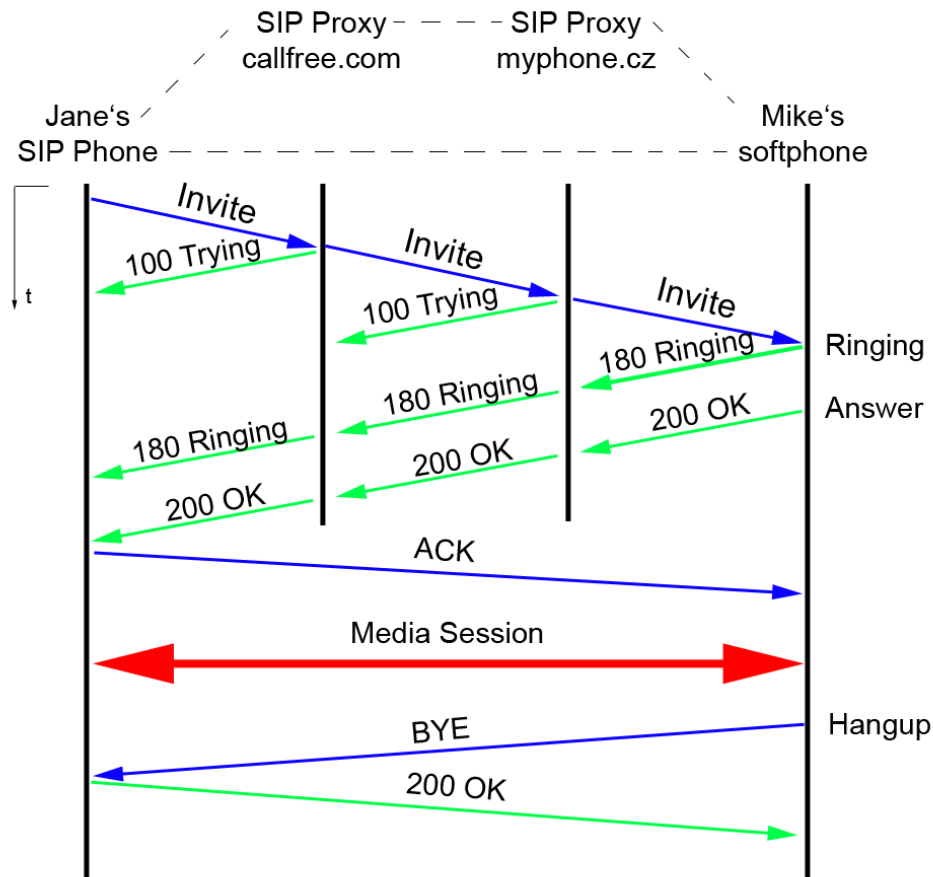 SIP Proxy
callfree.com
SIP Proxy
myphone.cz
Jane‘s
SIP Phone
Mike‘s
softphone
t
Invite
100 Trying
Invite
100 Trying
Invite
180 Ringing
Ringing
180 Ringing
180 Ringing
200 OK
Answer
200 OK
200 OK
ACK
Media Session
BYE
Hangup
200 OK